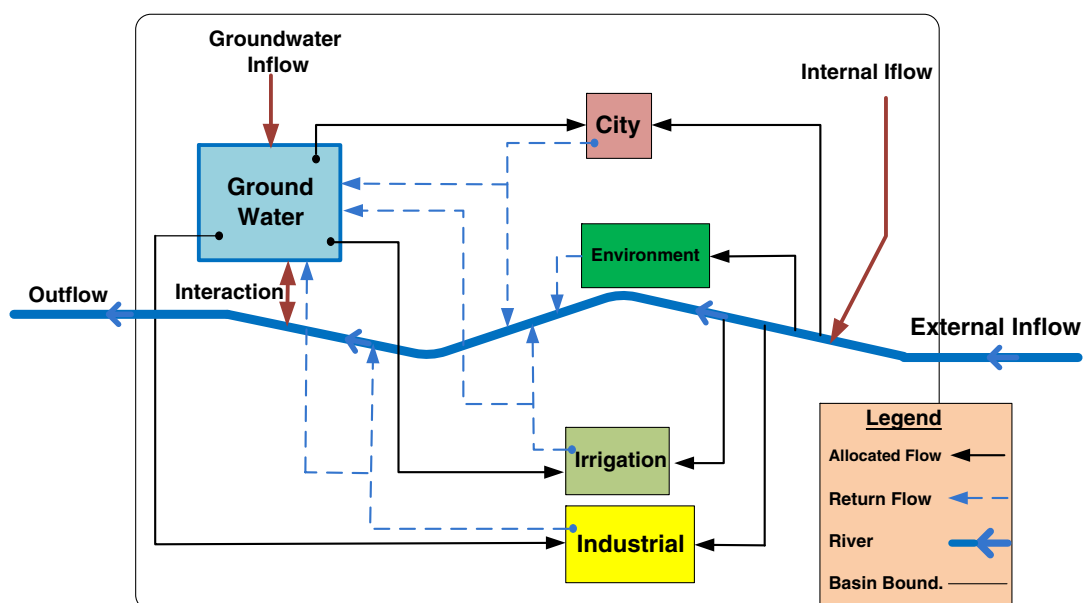 Groundwater
Inflow
Internal Iflow
City
Ground
Water
Environment
Outflow
Interaction
External Inflow
Irrigation
Industrial
Legend
Allocated Flow
Return Flow
River
Basin Bound.